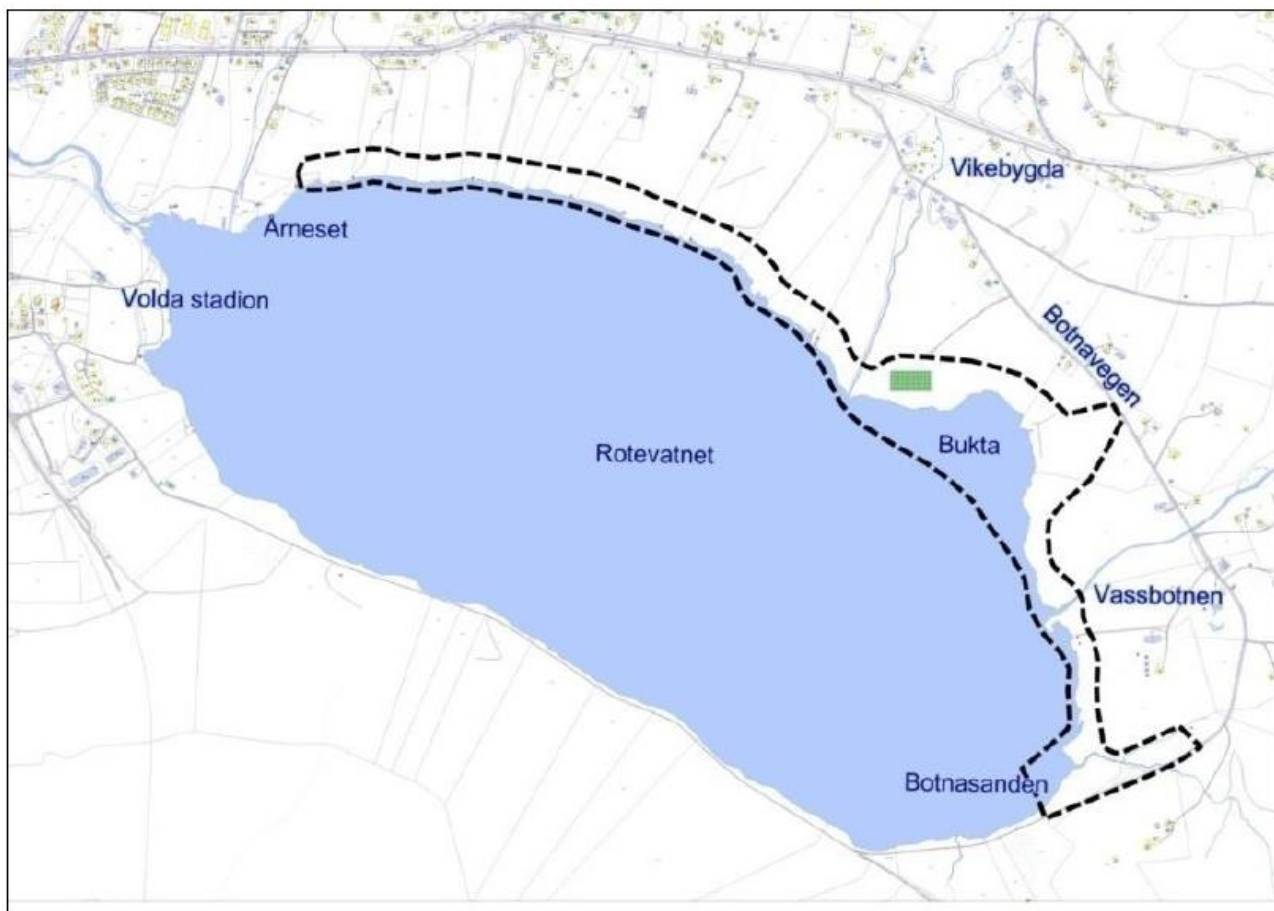 Vikebygda
Årneset
Volda stadion
Botnavegen
Bukta
Rotevatnet
Vassbotnen
Botnasanden